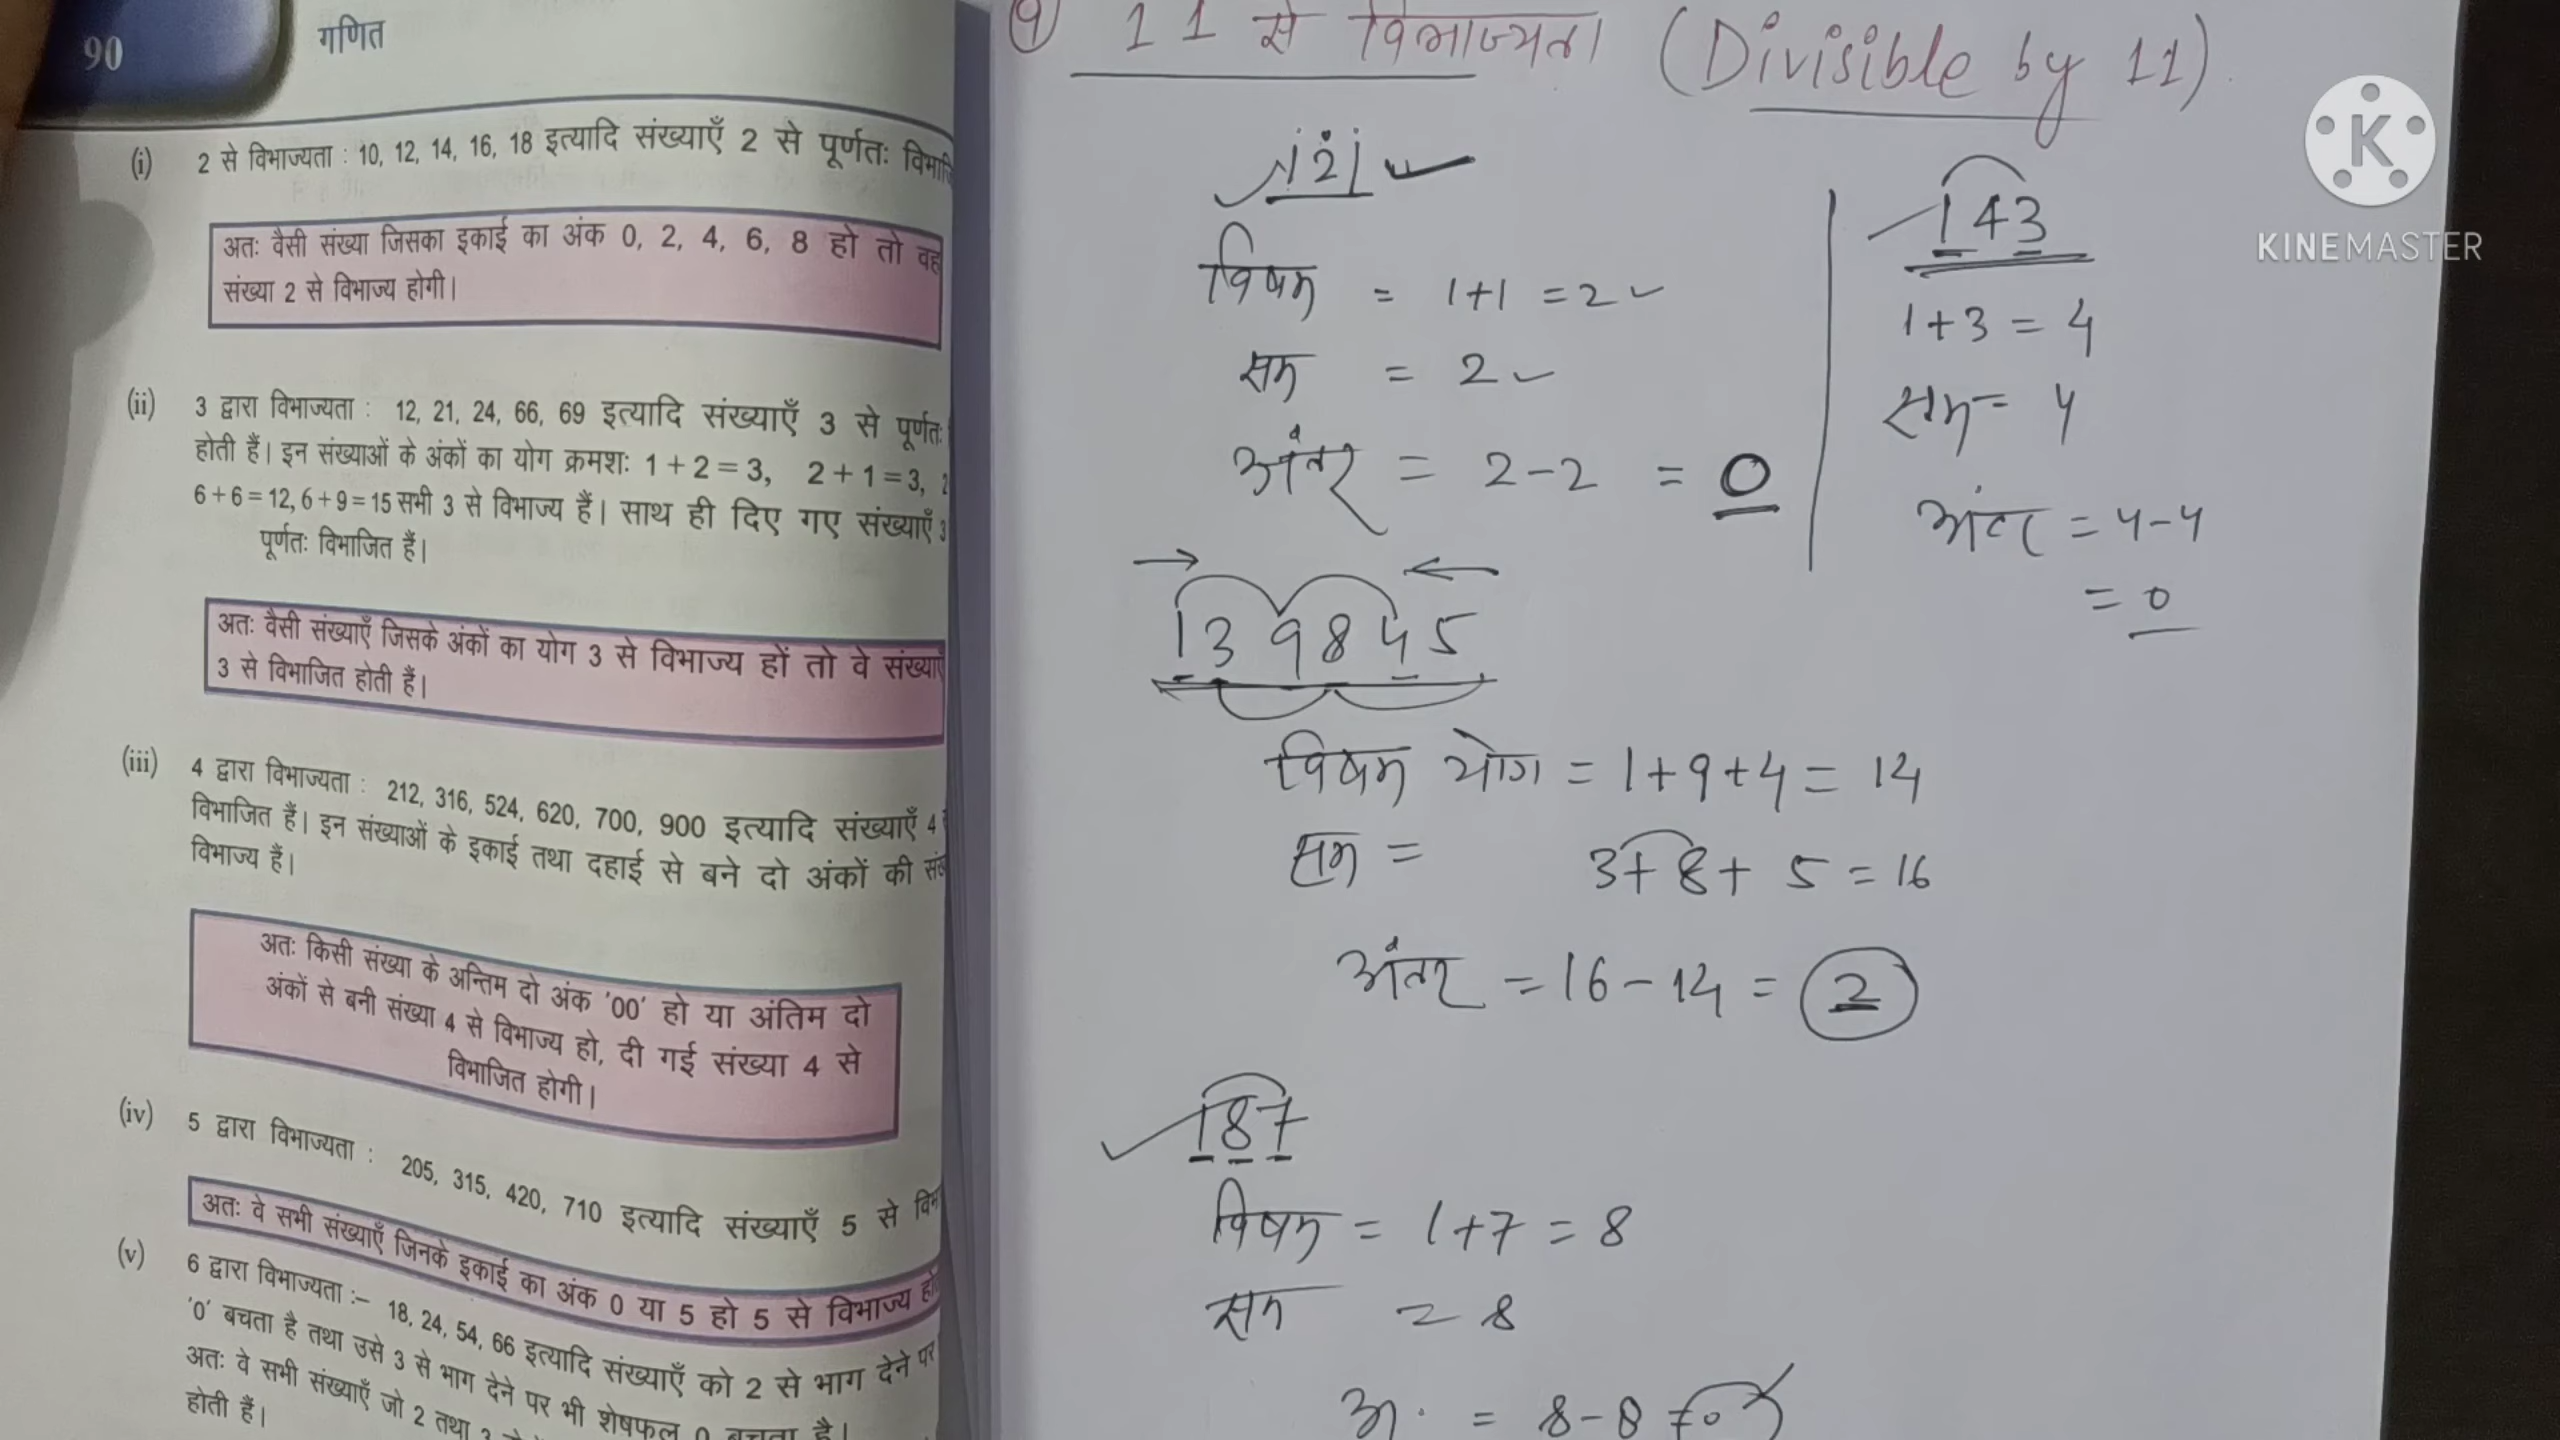 90
गणित
(i) 2 से विभाज्यता : 10, 12, 14, 16, 18 इत्यादि संख्याएँ 2 से पूर्णतः
अतः वैसी संख्या जिसका इकाई का अंक 0, 2, 4, 6, 8 हो तो वह
संख्या 2 से विभाज्य होगी।
(ii) 3 द्वारा विभाज्यता : 12, 21, 24, 66, 69 इत्यादि संख्याएँ 3 से पूर्णतः
होती हैं। इन संख्याओं के अंकों का योग क्रमशः 1 + 2 = 3, 2 + 1 = 3,
6 + 6 = 12, 6 + 9 = 15 सभी 3 से विभाज्य हैं। साथ ही दिए गए संख्याएँ 3
पूर्णतः विभाजित हैं।
अतः वैसी संख्याएँ जिसके अंकों का योग 3 से विभाज्य हों तो वे संख्याएँ
3 से विभाजित होती हैं।
(iii) 4 द्वारा विभाज्यता : 212, 316, 524, 620, 700, 900 इत्यादि संख्याएँ 4
विभाजित हैं। इन संख्याओं के इकाई तथा दहाई से बने दो अंकों की
विभाज्य हैं।
अतः किसी संख्या के अन्तिम दो अंक '00' हो या अंतिम दो
अंकों से बनी संख्या 4 से विभाज्य हो, दी गई संख्या 4 से
विभाजित होगी।
(iv) 5 द्वारा विभाज्यता : 205, 315, 420, 710 इत्यादि संख्याएँ 5 से
अतः वे सभी संख्याएँ जिनके इकाई का अंक 0 या 5 हो 5 से विभाज्य
(v) 6 द्वारा विभाज्यता :– 18, 24, 54, 66 इत्यादि संख्याएँ को 2 से भाग देने पर
'0' बचता है तथा उसे 3 से भाग देने पर भी शेषफल 0 बचता है।
अतः वे सभी संख्याएँ जो 2 तथा 3
होती हैं।
11 से विभाज्यता (Divisible by 11)
121
विषम = 1+1 = 2
सम = 2
अंतर = 2-2 = 0
143
1+3 = 4
सम = 4
अंतर = 4-4
= 0
139845
विषम योग = 1+9+4 = 14
सम = 3+8+5 = 16
अंतर = 16-14 = 2
187
विषम = 1+7 = 8
सम = 8
अ. = 8-8 = 0
K
KINEMASTER